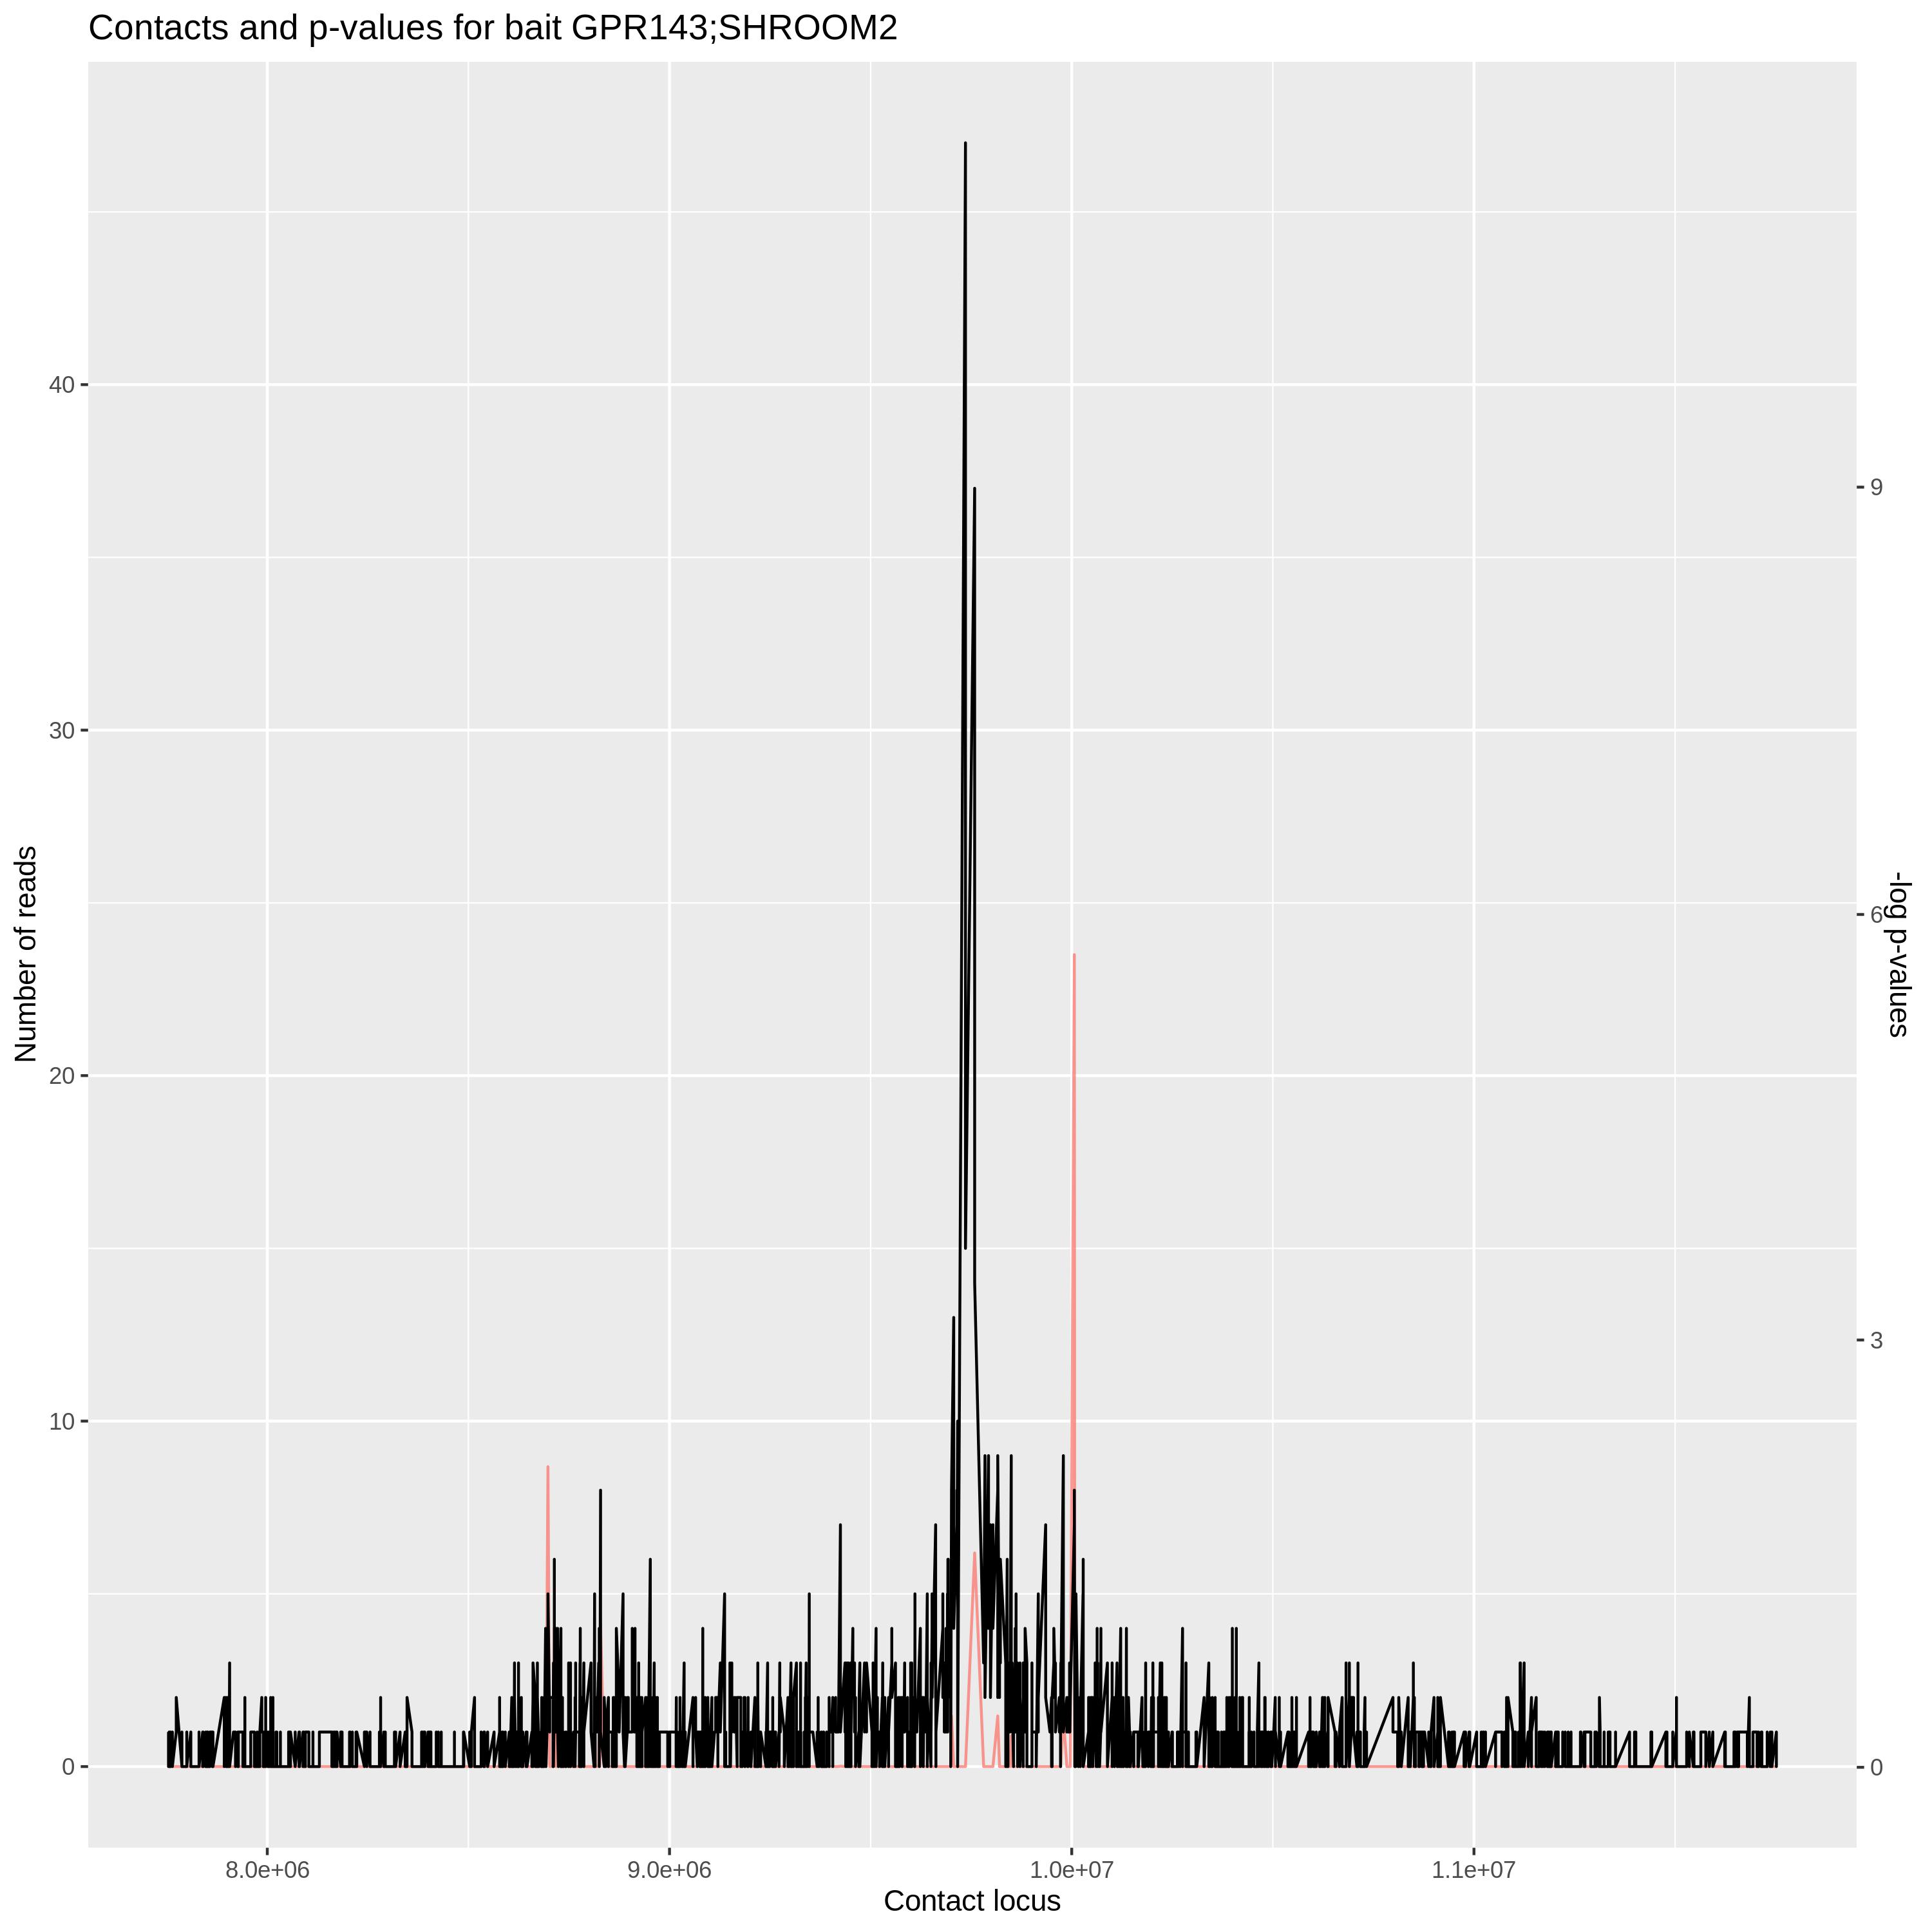 Contacts and p-values for bait GPR143;SHROOM2
Number of reads
40
30
20
10
0
9
6
3
0
-log p-values
8.0e+06 9.0e+06 1.0e+07 1.1e+07
Contact locus